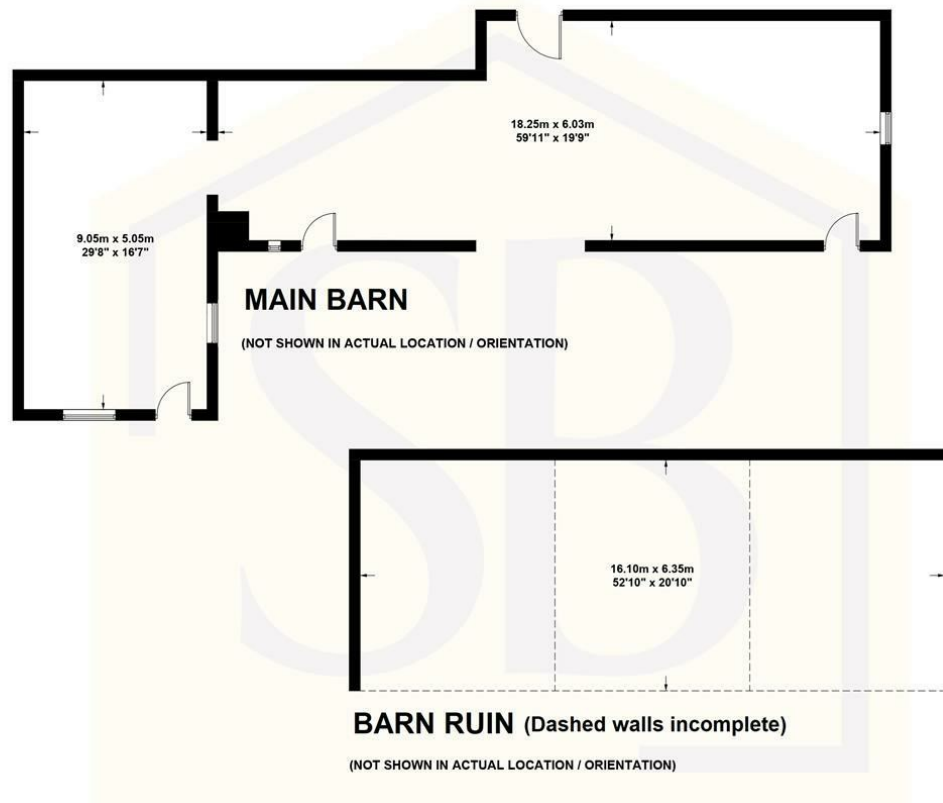 18.25m x 6.03m
59'11" x 19'9"
9.05m x 5.05m
29'8" x 16'7"
MAIN BARN
(NOT SHOWN IN ACTUAL LOCATION / ORIENTATION)
16.10m x 6.35m
52'10" x 20'10"
BARN RUIN (Dashed walls incomplete)
(NOT SHOWN IN ACTUAL LOCATION / ORIENTATION)
SB